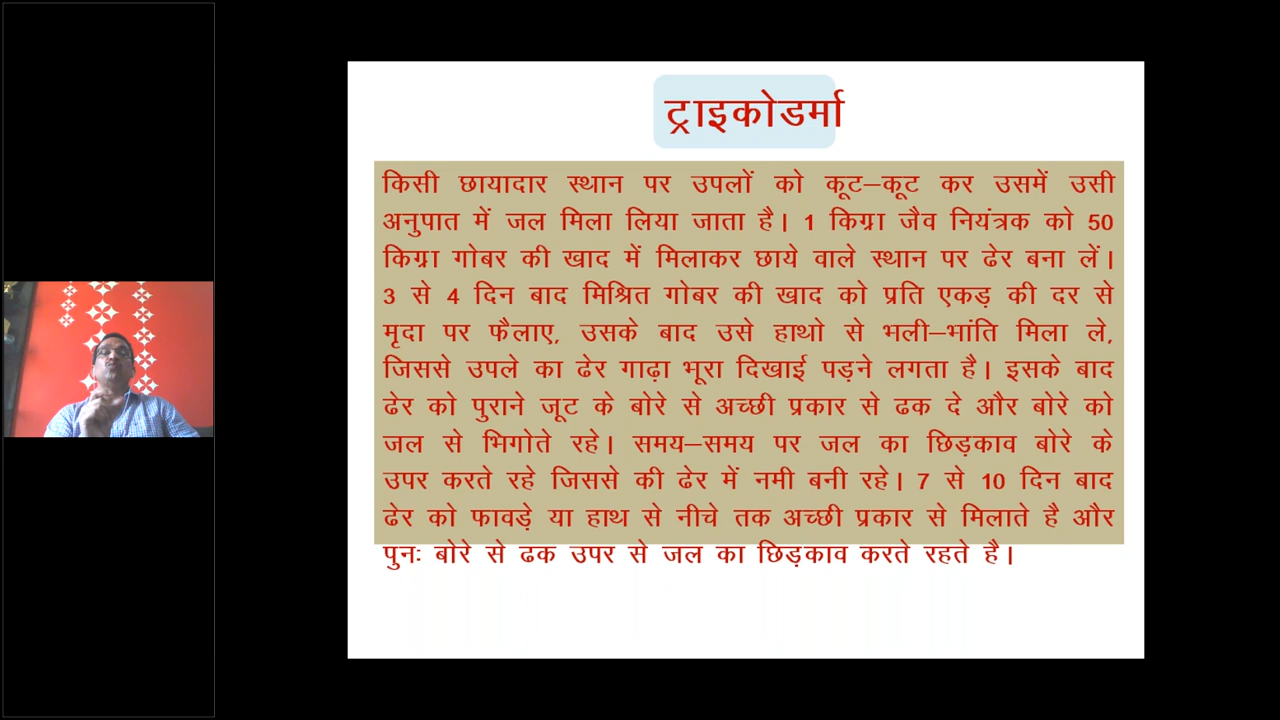 ट्राइकोडर्मा
किसी छायादार स्थान पर उपलों को कूट–कूट कर उसमें उसी
अनुपात में जल मिला लिया जाता है। 1 किग्रा जैव नियंत्रक को 50
किग्रा गोबर की खाद में मिलाकर छाये वाले स्थान पर ढेर बना लें।
3 से 4 दिन बाद मिश्रित गोबर की खाद को प्रति एकड़ की दर से
मृदा पर फैलाए, उसके बाद उसे हाथो से भली–भांति मिला ले,
जिससे उपले का ढेर गाढ़ा भूरा दिखाई पड़ने लगता है। इसके बाद
ढेर को पुराने जूट के बोरे से अच्छी प्रकार से ढक दे और बोरे को
जल से भिगोते रहे। समय–समय पर जल का छिड़काव बोरे के
उपर करते रहे जिससे की ढेर में नमी बनी रहे। 7 से 10 दिन बाद
ढेर को फावड़े या हाथ से नीचे तक अच्छी प्रकार से मिलाते है और
पुनः बोरे से ढक उपर से जल का छिड़काव करते रहते है।